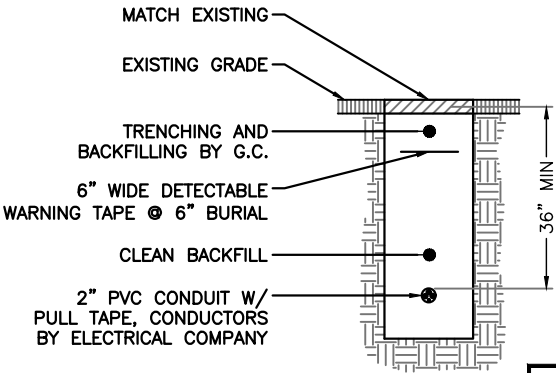 MATCH EXISTING
EXISTING GRADE
TRENCHING AND
BACKFILLING BY G.C.
6" WIDE DETECTABLE
WARNING TAPE @ 6" BURIAL
CLEAN BACKFILL
2" PVC CONDUIT W/
PULL TAPE, CONDUCTORS
BY ELECTRICAL COMPANY
36" MIN